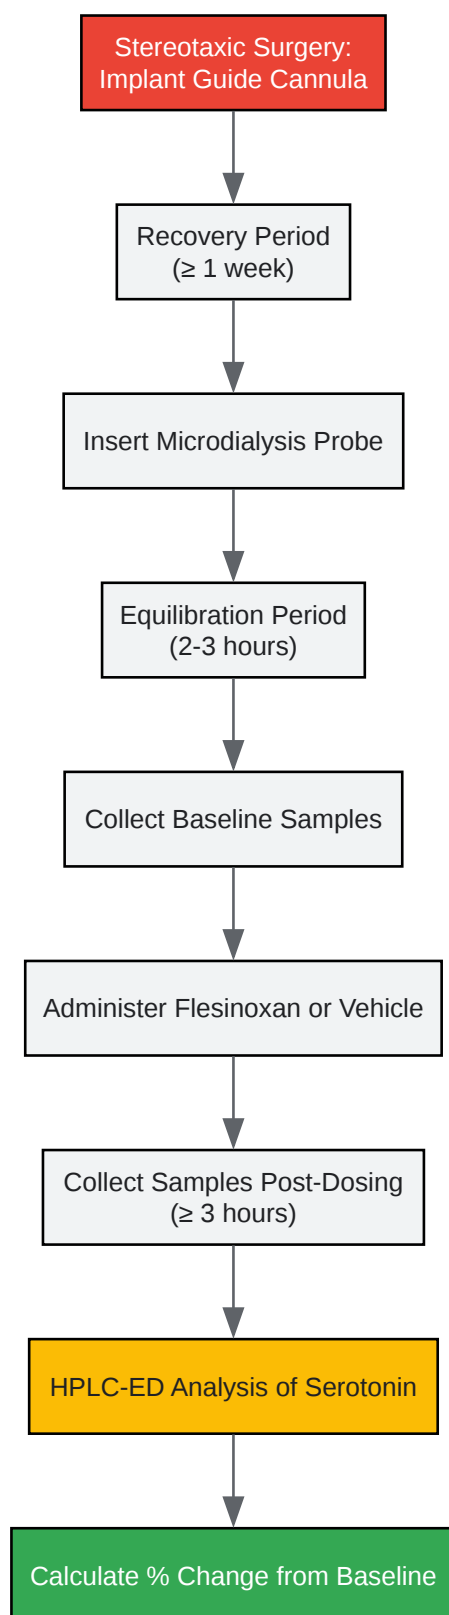 Stereotaxic Surgery:
Implant Guide Cannula
Recovery Period
(≥ 1 week)
Insert Microdialysis Probe
Equilibration Period
(2-3 hours)
Collect Baseline Samples
Administer Flesinoxan or Vehicle
Collect Samples Post-Dosing
(≥ 3 hours)
HPLC-ED Analysis of Serotonin
Calculate % Change from Baseline